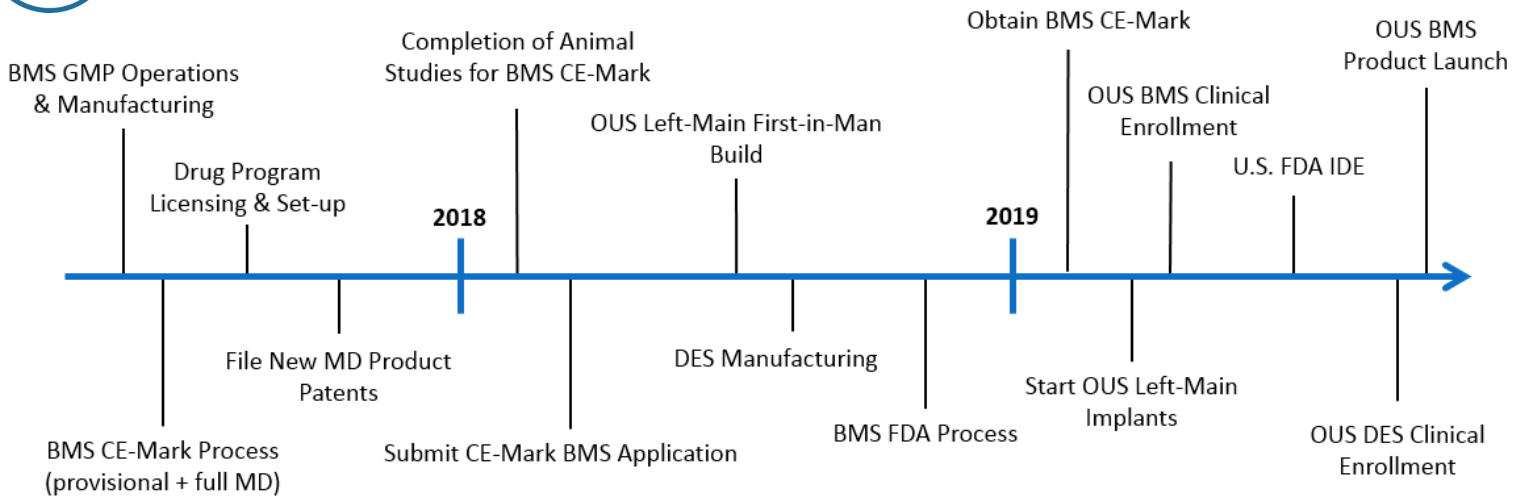 BMS GMP Operations
& Manufacturing
Drug Program
Licensing & Set-up
2018
Completion of Animal
Studies for BMS CE-Mark
OUS Left-Main First-in-Man
Build
2019
Obtain BMS CE-Mark
OUS BMS Clinical
Enrollment
U.S. FDA IDE
OUS BMS
Product Launch
BMS CE-Mark Process
(provisional + full MD)
File New MD Product
Patents
Submit CE-Mark BMS Application
DES Manufacturing
BMS FDA Process
Start OUS Left-Main
Implants
OUS DES Clinical
Enrollment